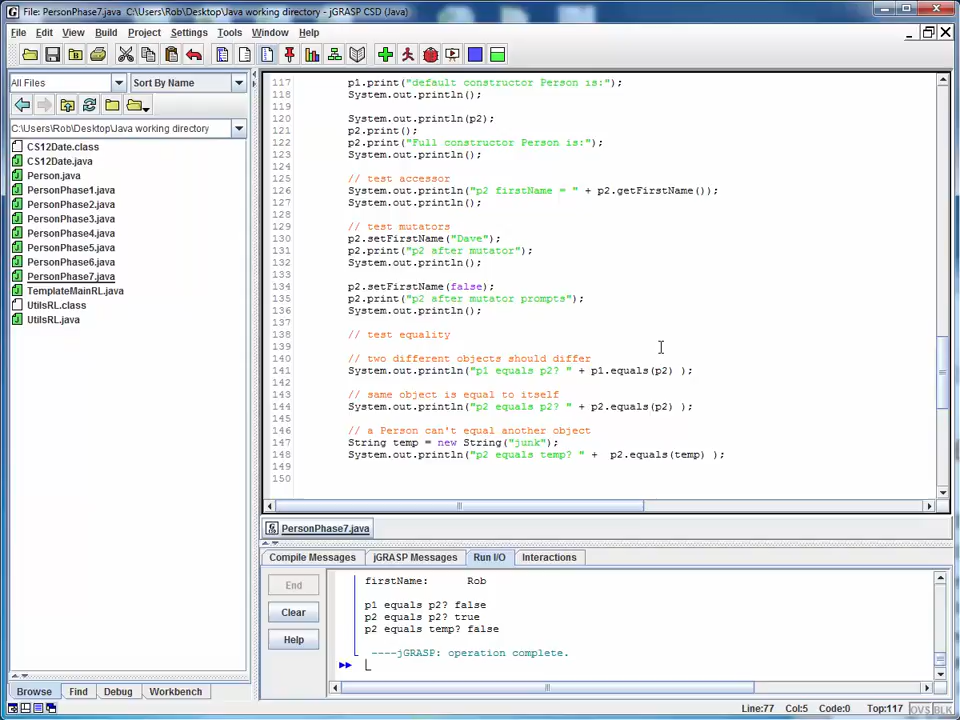 File: PersonPhase7.java C:\Users\Rob\Desktop\Java working directory - jGRASP CSD (Java)
File Edit View Build Project Settings Tools Window Help
All Files Sort By Name
C:\Users\Rob\Desktop\Java working directory
CS12Date.class
CS12Date.java
Person.java
PersonPhase1.java
PersonPhase2.java
PersonPhase3.java
PersonPhase4.java
PersonPhase5.java
PersonPhase6.java
PersonPhase7.java
TemplateMainRL.java
UtilsRL.class
UtilsRL.java
Browse Find Debug Workbench
117 p1.print("default constructor Person is:");
118 System.out.println();
119
120 System.out.println(p2);
121 p2.print();
122 p2.print("Full constructor Person is:");
123 System.out.println();
124
125 // test accessor
126 System.out.println("p2 firstName = " + p2.getFirstName());
127 System.out.println();
128
129 // test mutators
130 p2.setFirstName("Dave");
131 p2.print("p2 after mutator");
132 System.out.println();
133
134 p2.setFirstName(false);
135 p2.print("p2 after mutator prompts");
136 System.out.println();
137
138 // test equality
139
140 // two different objects should differ
141 System.out.println("p1 equals p2? " + p1.equals(p2) );
142
143 // same object is equal to itself
144 System.out.println("p2 equals p2? " + p2.equals(p2) );
145
146 // a Person can't equal another object
147 String temp = new String("junk");
148 System.out.println("p2 equals temp? " + p2.equals(temp) );
149
150
PersonPhase7.java
Compile Messages jGRASP Messages Run I/O Interactions
End
Clear
Help
firstName: Rob
p1 equals p2? false
p2 equals p2? true
p2 equals temp? false
----jGRASP: operation complete.
Line:77 Col:5 Code:0 Top:117 OVS BLK